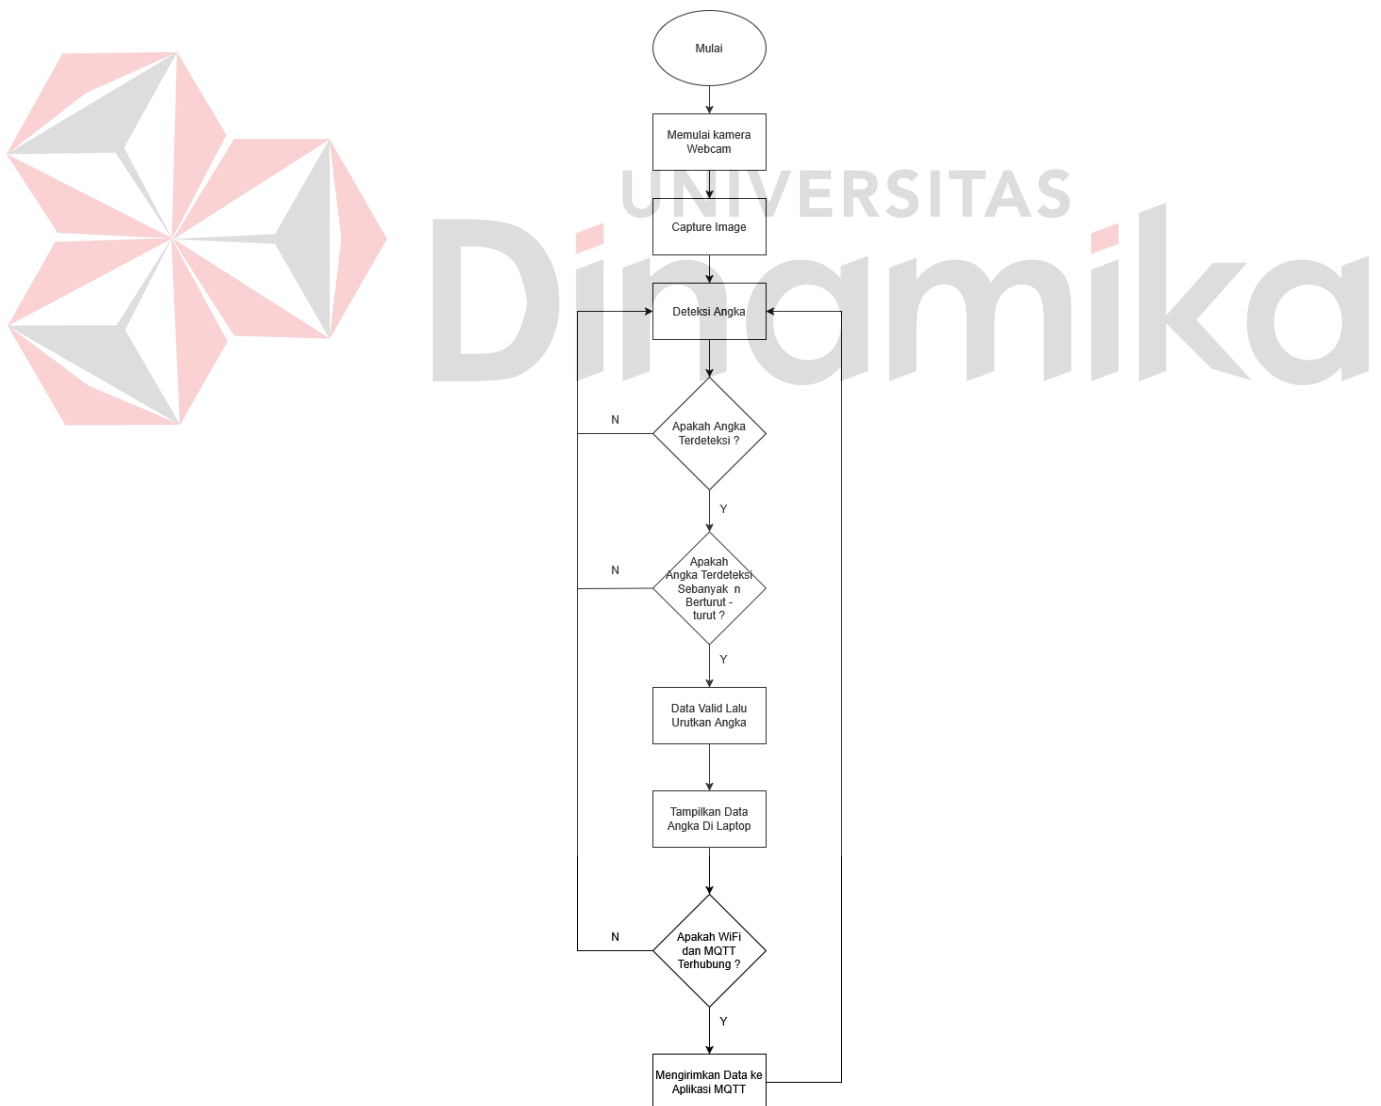 Mulai
Memulai kamera
Webcam
UNIVERSITAS
Dinamika
Capture Image
Deteksi Angka
Apakah Angka
Terdeteksi ?
N
Y
Apakah
Angka Terdeteksi
Sebanyak n
Berturut -
turut ?
N
Y
Data Valid Lalu
Urutkan Angka
Tampilkan Data
Angka Di Laptop
Apakah WiFi
dan MQTT
Terhubung ?
N
Y
Mengirimkan Data ke
Aplikasi MQTT